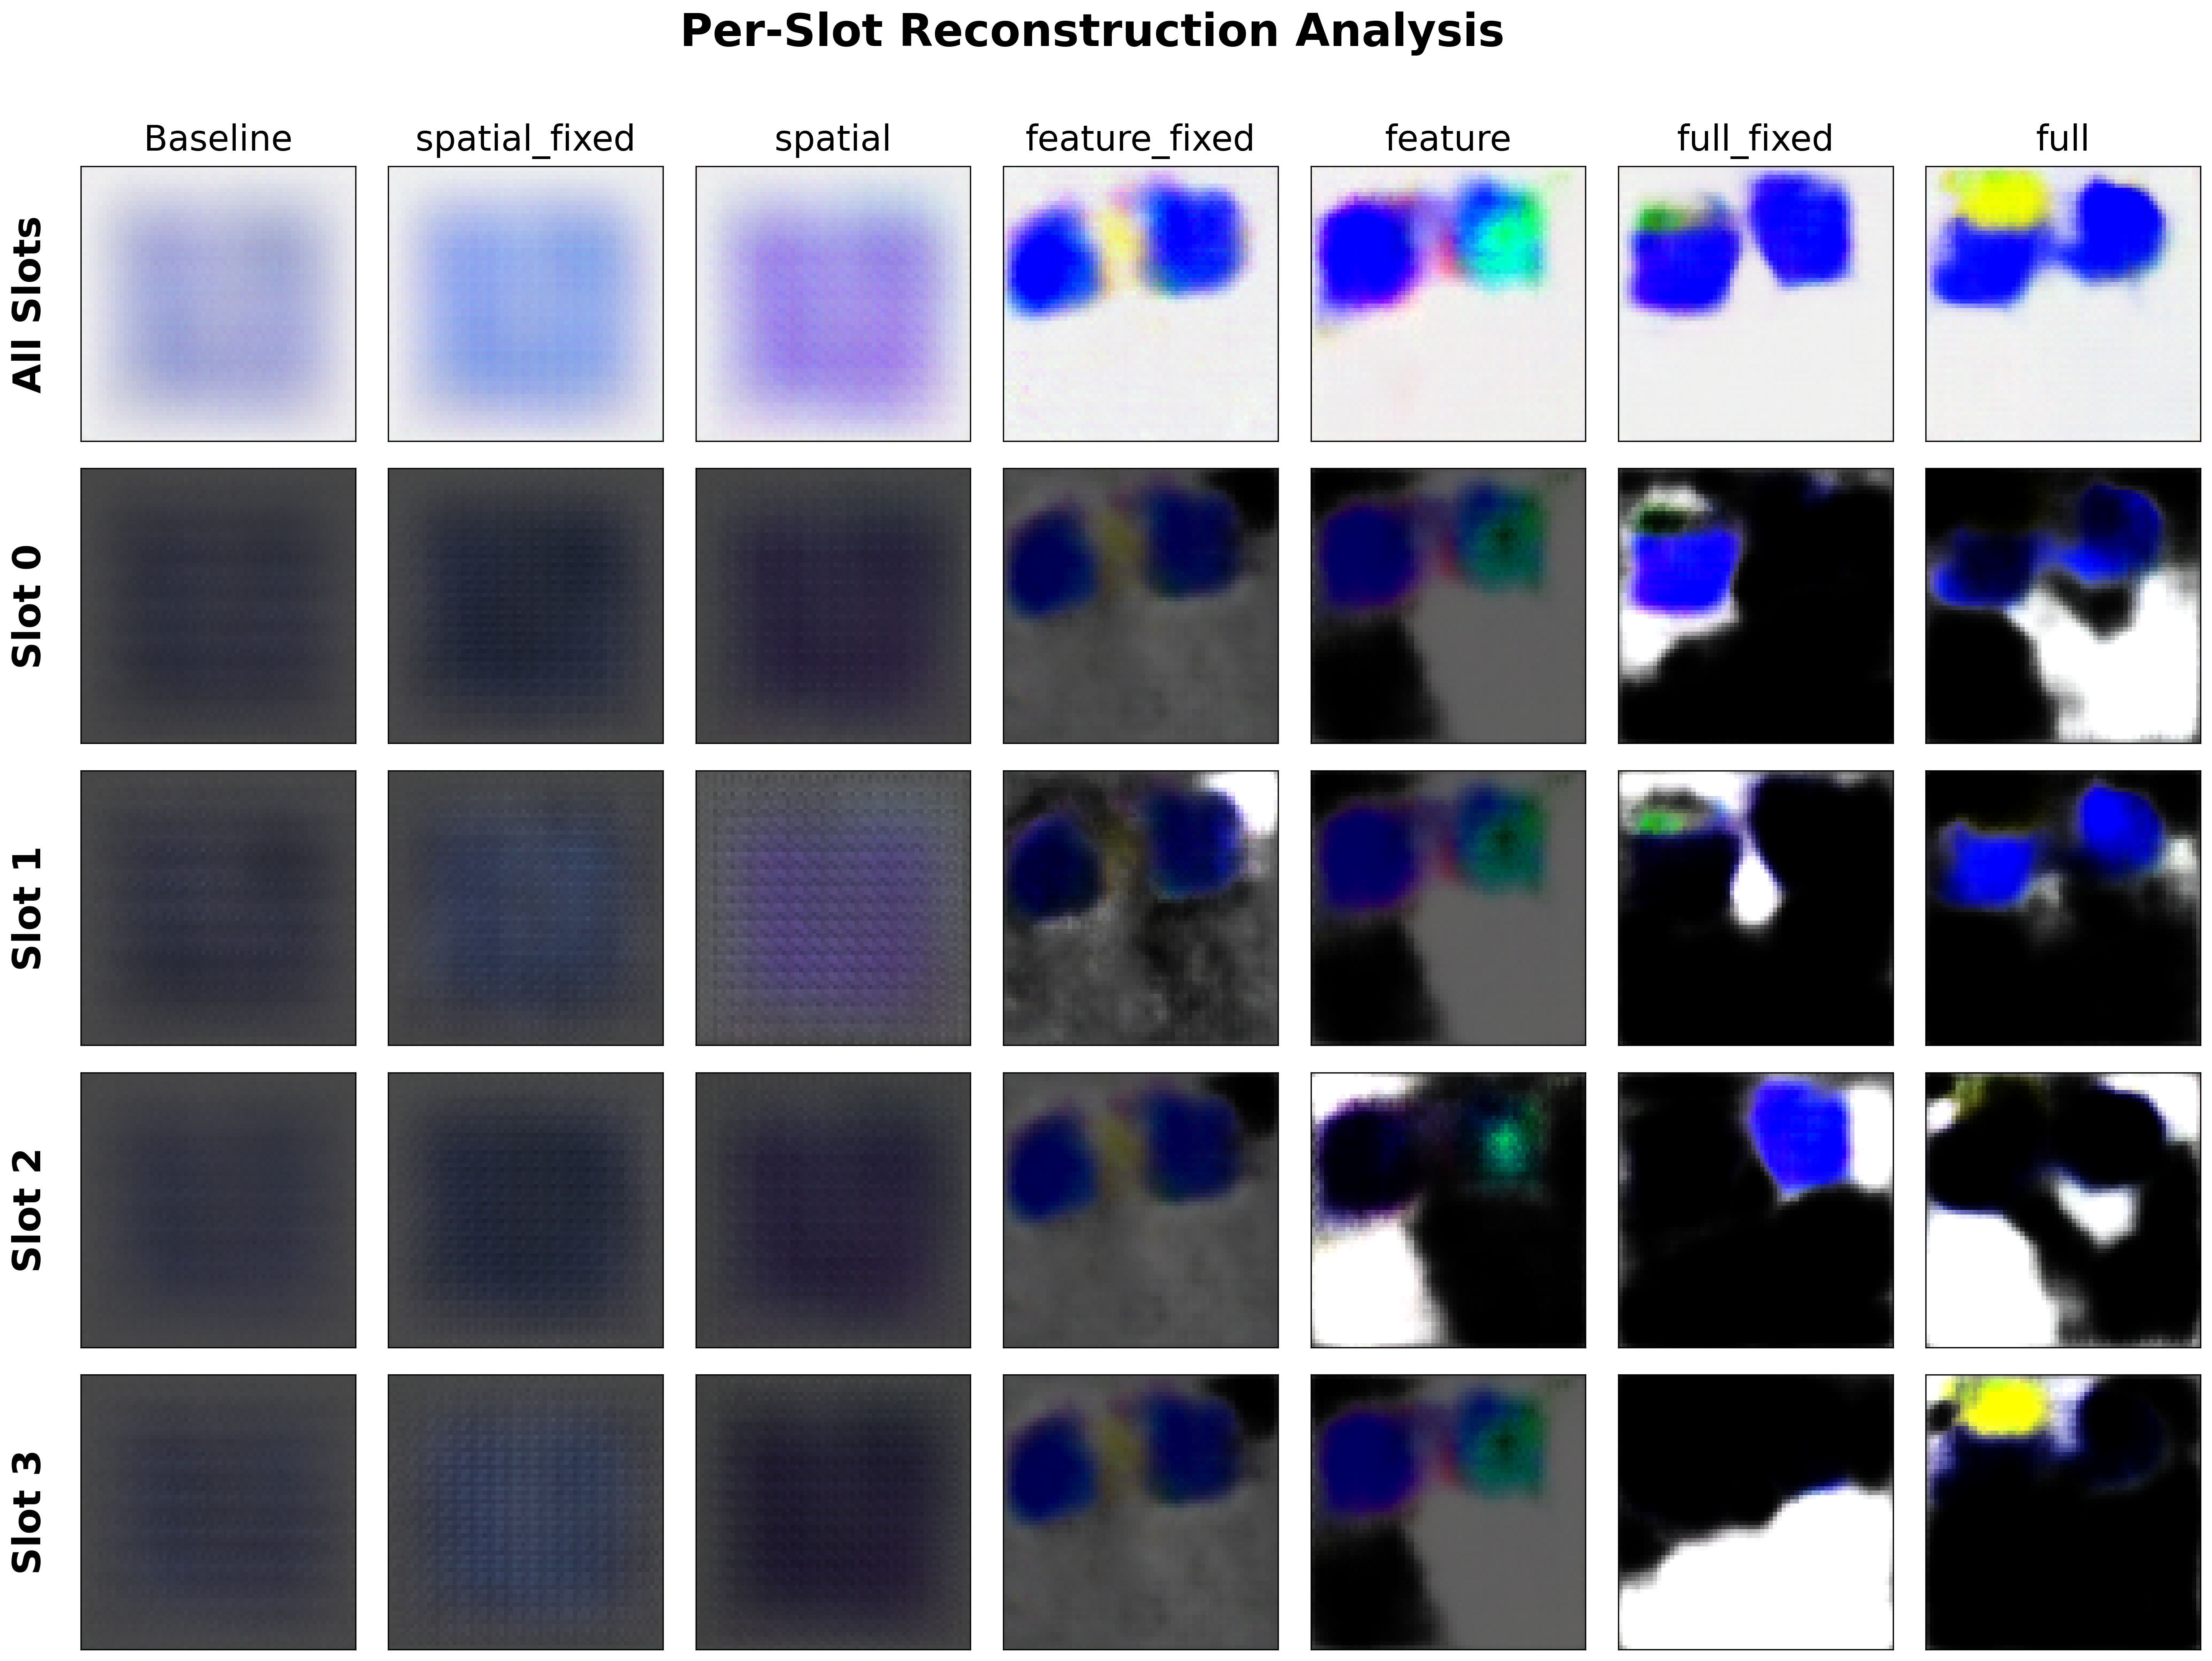 Per-Slot Reconstruction Analysis
Baseline spatial_fixed spatial feature_fixed feature full_fixed full
All Slots
Slot 0
Slot 1
Slot 2
Slot 3